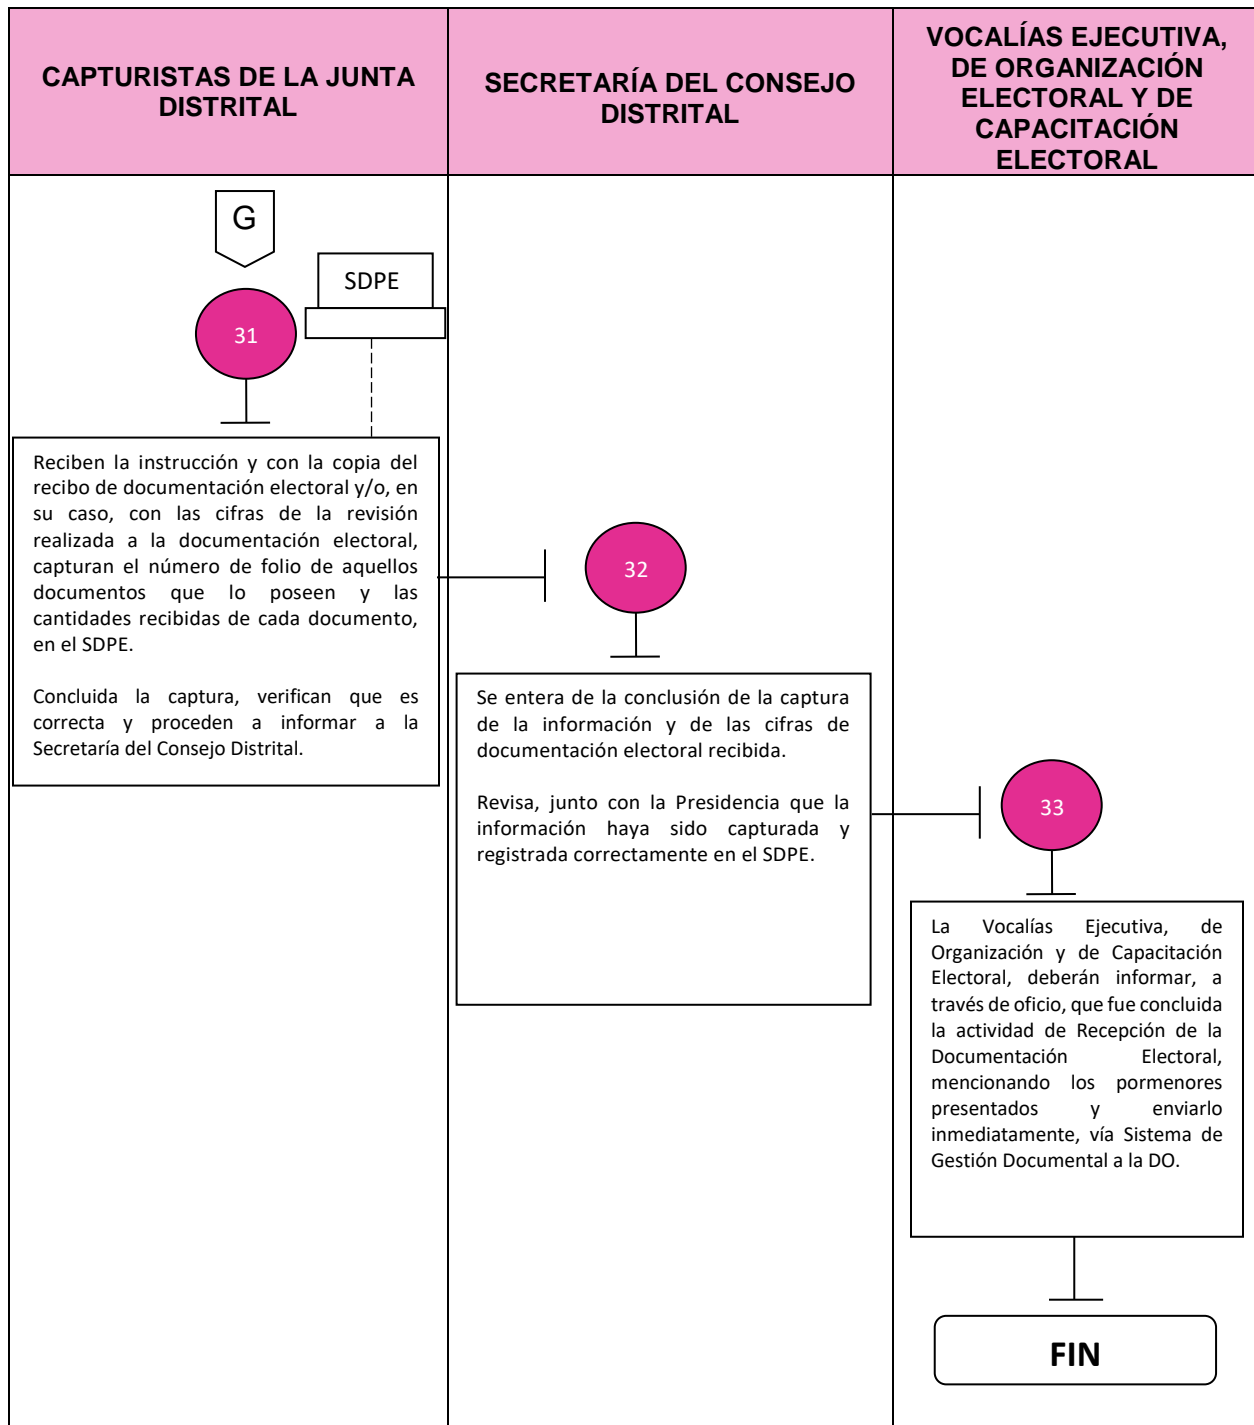 CAPTURISTAS DE LA JUNTA
DISTRITAL
SECRETARÍA DEL CONSEJO
DISTRITAL
VOCALÍAS EJECUTIVA,
DE ORGANIZACIÓN
ELECTORAL Y DE
CAPACITACIÓN
ELECTORAL
G
SDPE
31
Reciben la instrucción y con la copia del
recibo de documentación electoral y/o, en
su caso, con las cifras de la revisión
realizada a la documentación electoral,
capturan el número de folio de aquellos
documentos que lo poseen y las
cantidades recibidas de cada documento,
en el SDPE.
Concluida la captura, verifican que es
correcta y proceden a informar a la
Secretaría del Consejo Distrital.
32
Se entera de la conclusión de la captura
de la información y de las cifras de
documentación electoral recibida.
Revisa, junto con la Presidencia que la
información haya sido capturada y
registrada correctamente en el SDPE.
33
La Vocalías Ejecutiva, de
Organización y de Capacitación
Electoral, deberán informar, a
través de oficio, que fue concluida
la actividad de Recepción de la
Documentación Electoral,
mencionando los pormenores
presentados y enviarlo
inmediatamente, vía Sistema de
Gestión Documental a la DO.
FIN